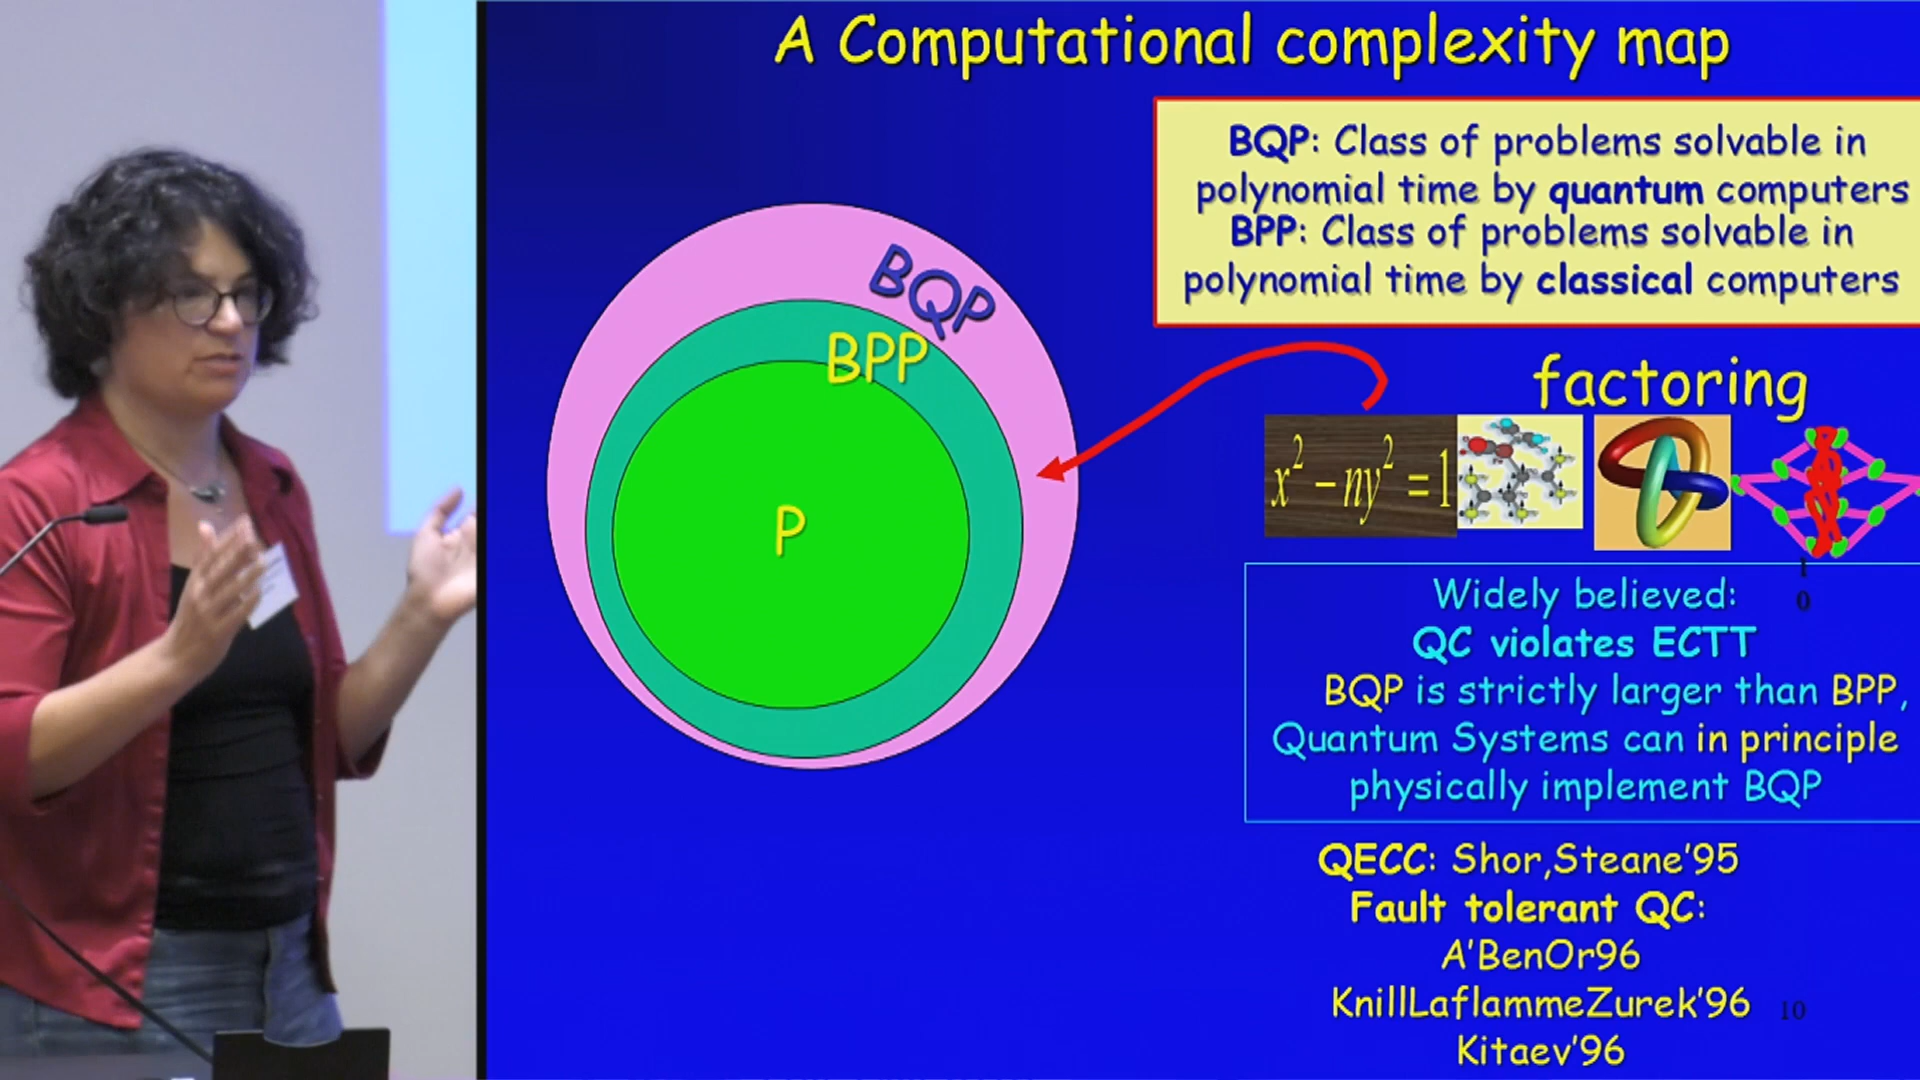 A Computational complexity map
BQP: Class of problems solvable in
polynomial time by quantum computers
BPP: Class of problems solvable in
polynomial time by classical computers
BQP
BPP
P
factoring
x² - ny² = 1
Widely believed:
QC violates ECTT
BQP is strictly larger than BPP,
Quantum Systems can in principle
physically implement BQP
1
0
QECC: Shor,Steane'95
Fault tolerant QC:
A'BenOr96
KnillLaflammeZurek'96
Kitaev'96
10